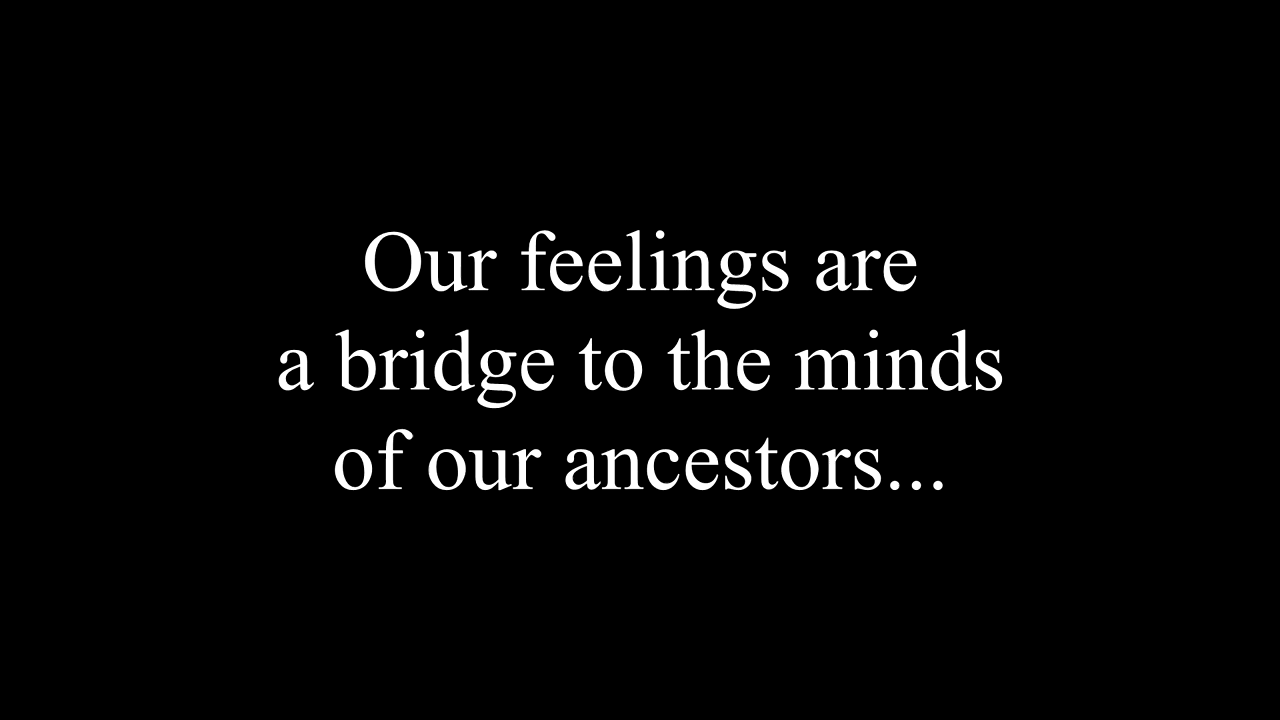 Our feelings are
a bridge to the minds
of our ancestors...